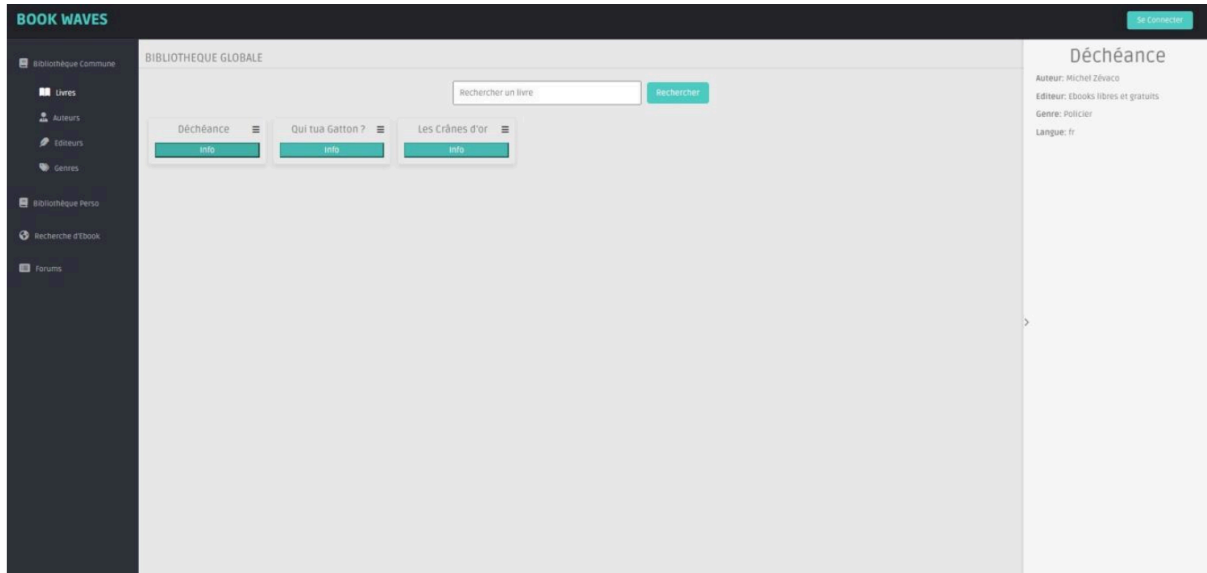 BOOK WAVES
Se Connecter
Bibliothèque Commune
Livres
Auteurs
Editeurs
Genres
Bibliothèque Perso
Recherche d'Ebook
Forums
BIBLIOTHEQUE GLOBALE
Rechercher un livre
Rechercher
Déchéance
Info
Qui tua Gatton ?
Info
Les Crânes d'or
Info
Déchéance
Auteur: Michel Zévaco
Editeur: Ebooks libres et gratuits
Genre: Policier
Langue: fr